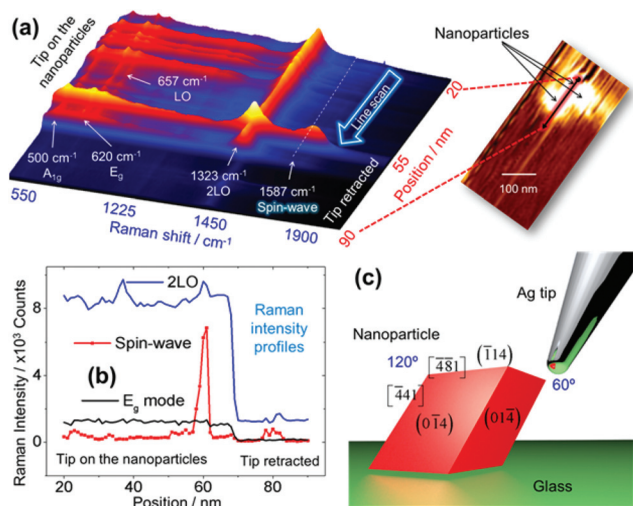 (a)
Tip on the
nanoparticles
657 cm⁻¹
LO
500 cm⁻¹
A₁g
620 cm⁻¹
Eg
1323 cm⁻¹
2LO
1587 cm⁻¹
Spin-wave
Line scan
Tip retracted
550
1225
1450
1900
Raman shift / cm⁻¹
20
55
90
Position / nm
Nanoparticles
100 nm
(b)
2LO
Spin-wave
Eg mode
Raman
intensity
profiles
Tip on the nanoparticles
Tip retracted
8
4
0
Raman Intensity / x10³ Counts
20
40
60
80
Position / nm
(c)
Ag tip
Nanoparticle
120º
[4̅8̅1]
(1̅14)
[4̅41]
60º
(01̅4)
(014̅)
Glass